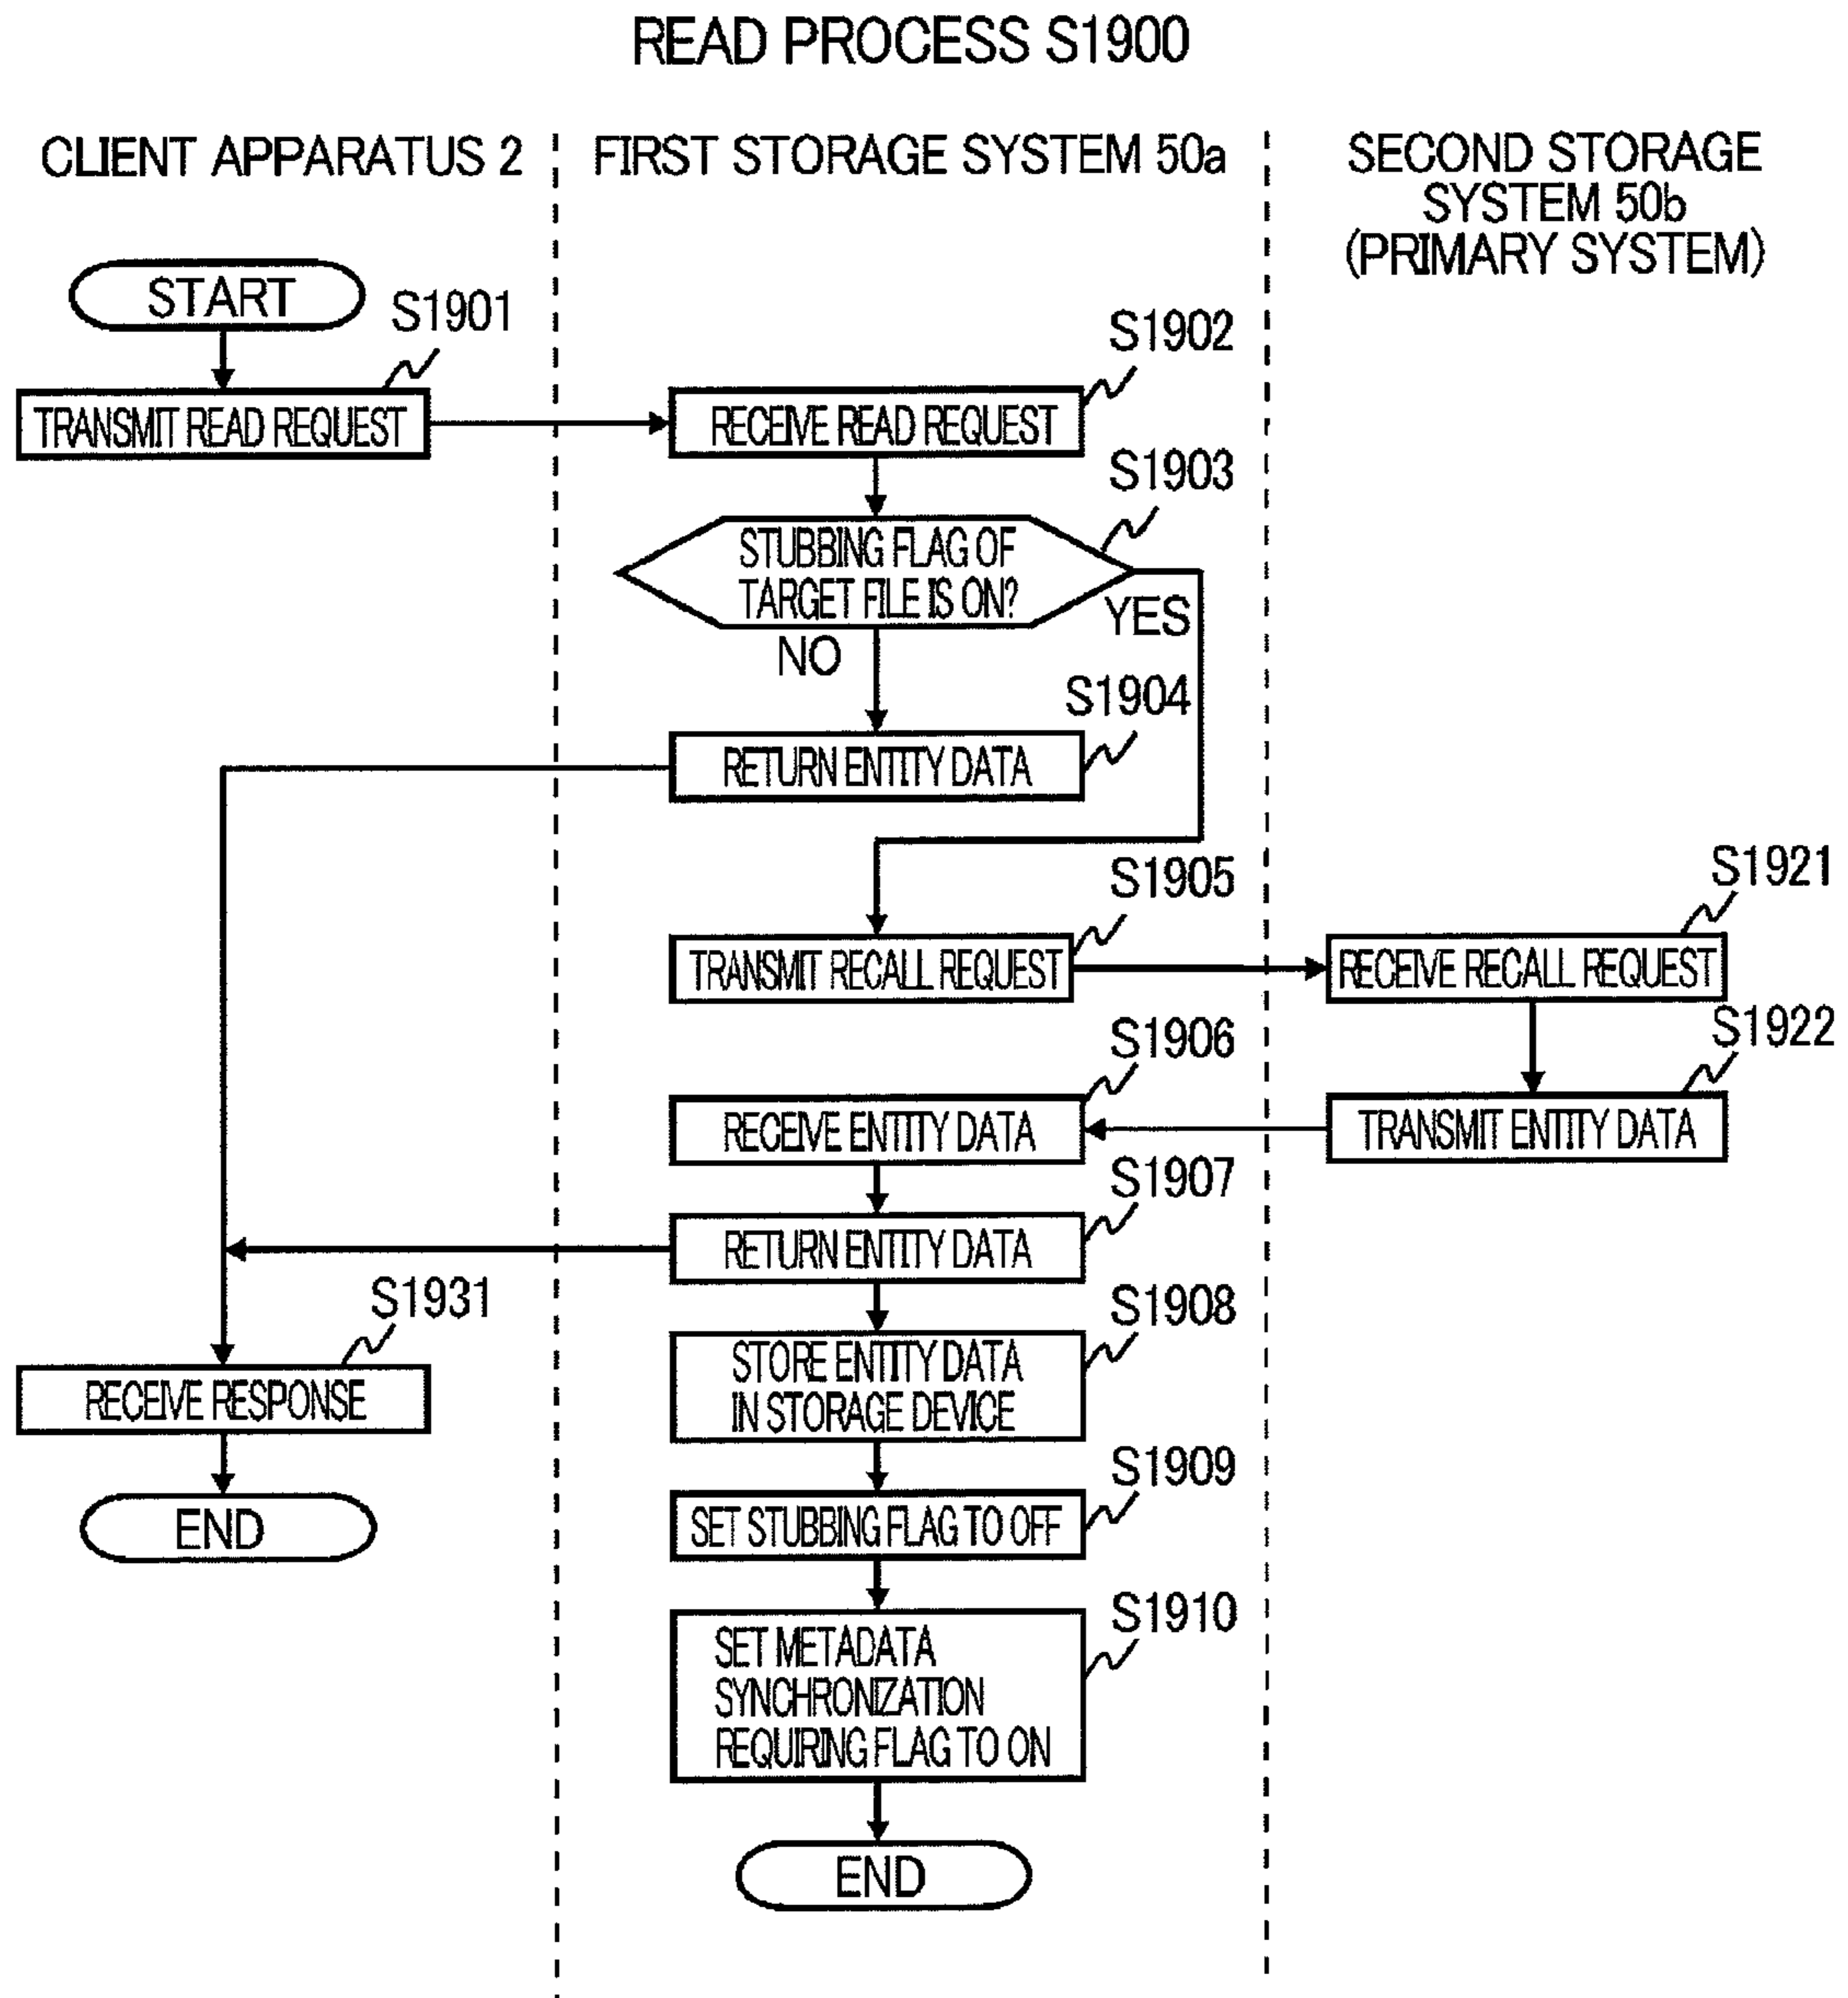 READ PROCESS S1900
CLIENT APPARATUS 2
FIRST STORAGE SYSTEM 50a
SECOND STORAGE
SYSTEM 50b
(PRIMARY SYSTEM)
START
S1901
TRANSMIT READ REQUEST
S1902
RECEIVE READ REQUEST
S1903
STUBBING FLAG OF
TARGET FILE IS ON?
YES
NO
S1904
RETURN ENTITY DATA
S1905
TRANSMIT RECALL REQUEST
S1921
RECEIVE RECALL REQUEST
S1922
TRANSMIT ENTITY DATA
S1906
RECEIVE ENTITY DATA
S1907
RETURN ENTITY DATA
S1931
RECEIVE RESPONSE
END
S1908
STORE ENTITY DATA
IN STORAGE DEVICE
S1909
SET STUBBING FLAG TO OFF
S1910
SET METADATA
SYNCHRONIZATION
REQUIRING FLAG TO ON
END